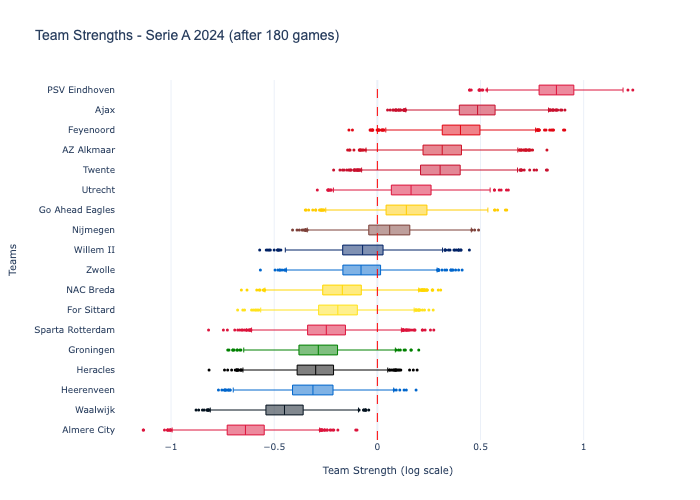 Team Strengths - Serie A 2024 (after 180 games)
PSV Eindhoven
Ajax
Feyenoord
AZ Alkmaar
Twente
Utrecht
Go Ahead Eagles
Nijmegen
Willem II
Zwolle
NAC Breda
For Sittard
Sparta Rotterdam
Groningen
Heracles
Heerenveen
Waalwijk
Almere City
Teams
−1 −0.5 0 0.5 1
Team Strength (log scale)